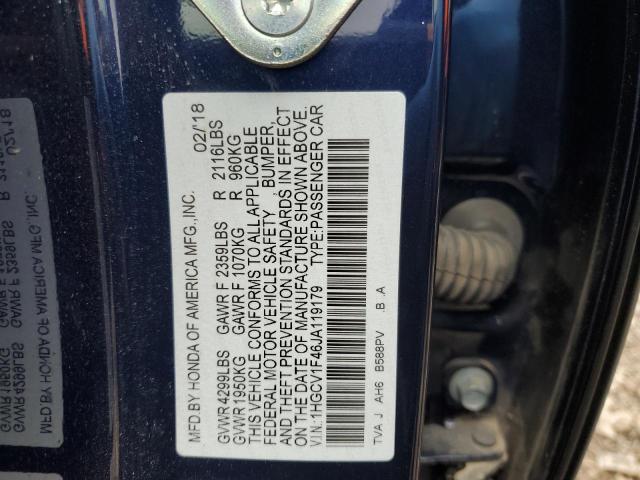 MFD.BY HONDA OF AMERICA MFG.,INC. 02/18
GVWR 4299LBS GAWR F 2359LBS R 2116LBS
GVWR 1950KG GAWR F 1070KG R 960KG
THIS VEHICLE CONFORMS TO ALL APPLICABLE
FEDERAL MOTOR VEHICLE SAFETY , BUMPER,
AND THEFT PREVENTION STANDARDS IN EFFECT
ON THE DATE OF MANUFACTURE SHOWN ABOVE.
V.I.N.: 1HGCV1F46JA119179 TYPE:PASSENGER CAR
TVA J AH6 B588PV B .A